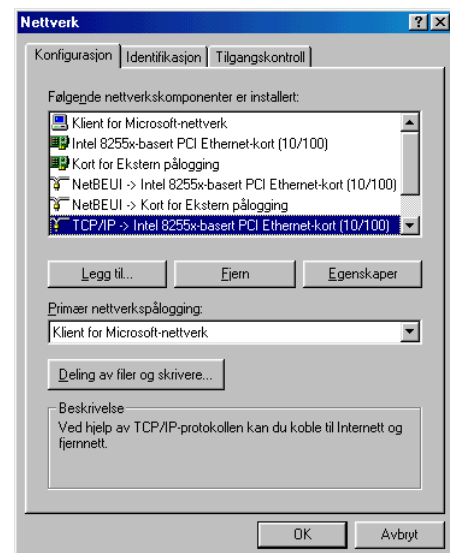 Nettverk
Konfigurasjon Identifikasjon Tilgangskontroll
Følgende nettverkskomponenter er installert:
Klient for Microsoft-nettverk
Intel 8255x-basert PCI Ethernet-kort (10/100)
Kort for Ekstern pålogging
NetBEUI -> Intel 8255x-basert PCI Ethernet-kort (10/100)
NetBEUI -> Kort for Ekstern pålogging
TCP/IP -> Intel 8255x-basert PCI Ethernet-kort (10/100)
Legg til... Fjern Egenskaper
Primær nettverkspålogging:
Klient for Microsoft-nettverk
Deling av filer og skrivere...
Beskrivelse
Ved hjelp av TCP/IP-protokollen kan du koble til Internett og
fjernnett.
OK Avbryt